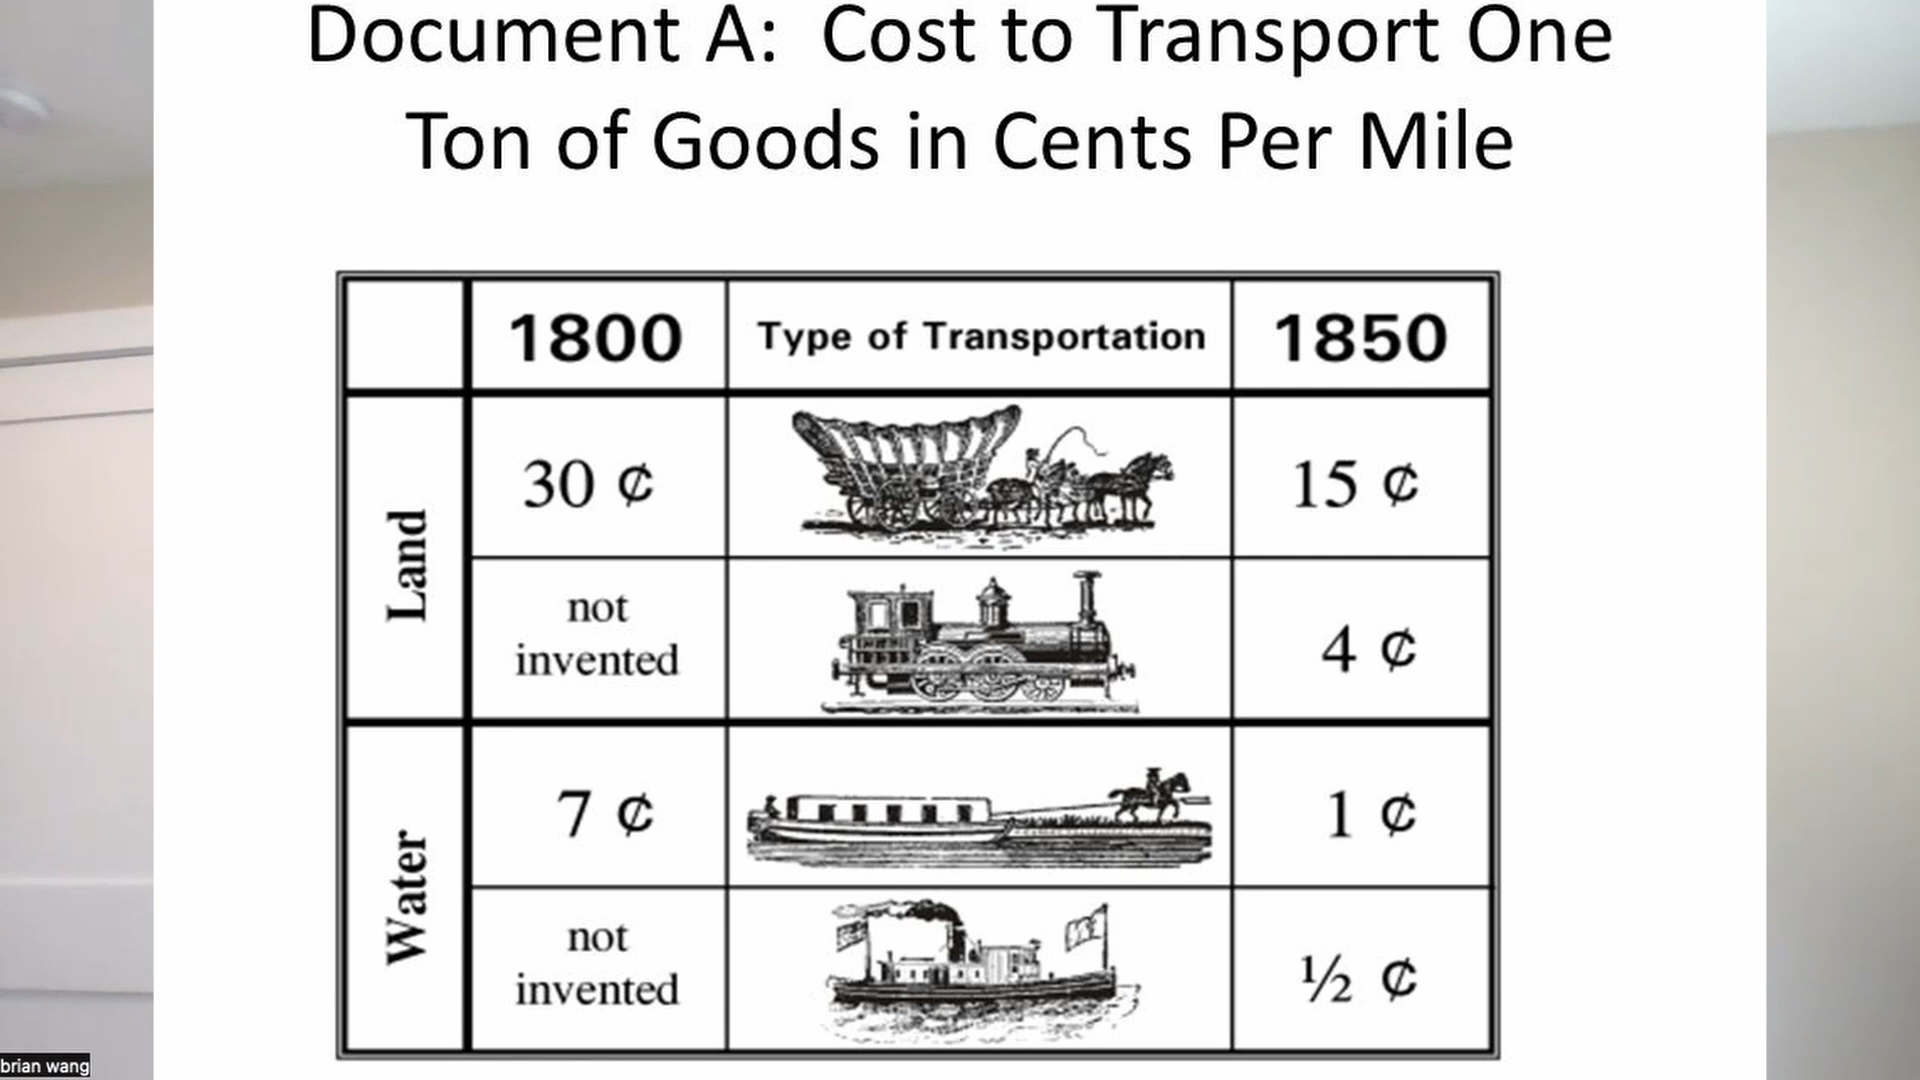 Document A:  Cost to Transport One
Ton of Goods in Cents Per Mile
1800 Type of Transportation 1850
Land
30 ¢ 15 ¢
not
invented
4 ¢
Water
7 ¢ 1 ¢
not
invented
½ ¢
brian wang